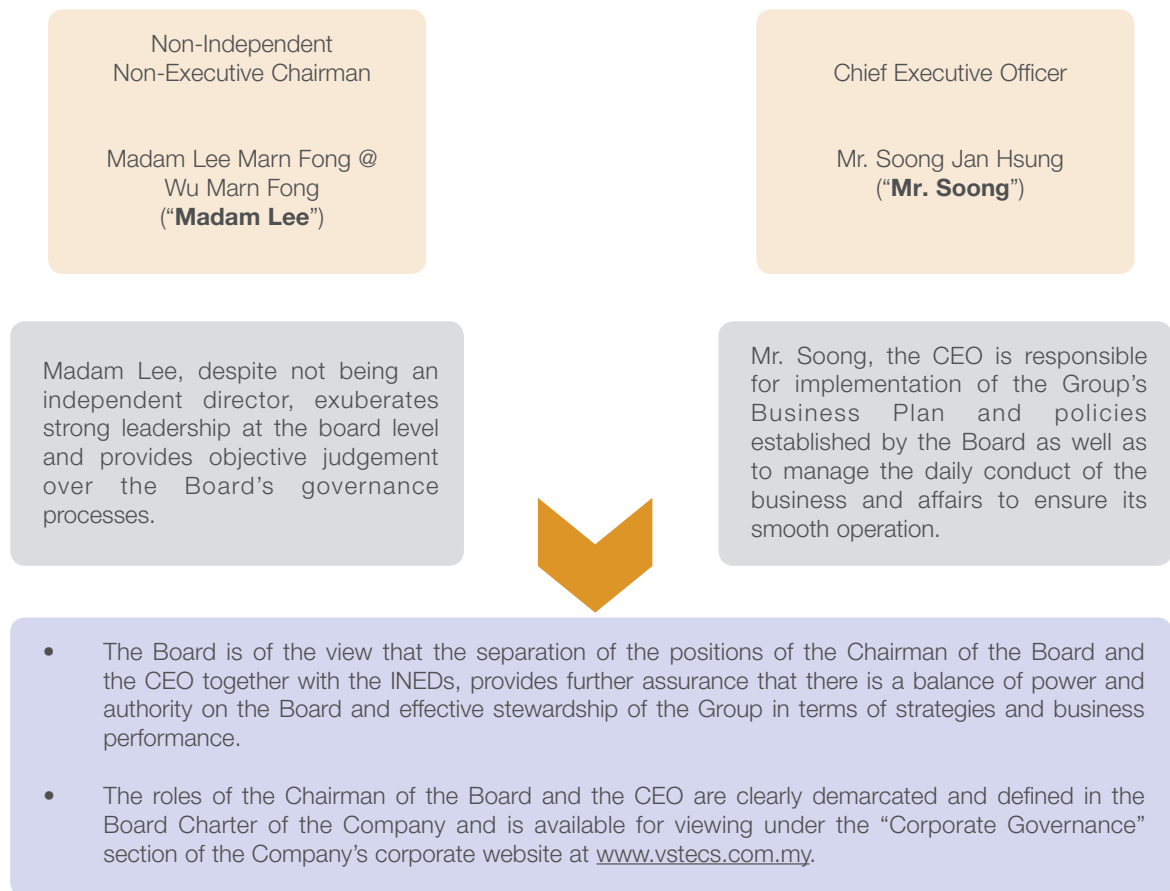 Non-Independent
Non-Executive Chairman
Madam Lee Marn Fong @
Wu Marn Fong
(“Madam Lee”)
Chief Executive Officer
Mr. Soong Jan Hsung
(“Mr. Soong”)
Madam Lee, despite not being an
independent director, exuberates
strong leadership at the board level
and provides objective judgement
over the Board’s governance
processes.
Mr. Soong, the CEO is responsible
for implementation of the Group’s
Business Plan and policies
established by the Board as well as
to manage the daily conduct of the
business and affairs to ensure its
smooth operation.
• The Board is of the view that the separation of the positions of the Chairman of the Board and
the CEO together with the INEDs, provides further assurance that there is a balance of power and
authority on the Board and effective stewardship of the Group in terms of strategies and business
performance.
• The roles of the Chairman of the Board and the CEO are clearly demarcated and defined in the
Board Charter of the Company and is available for viewing under the “Corporate Governance”
section of the Company’s corporate website at www.vstecs.com.my.